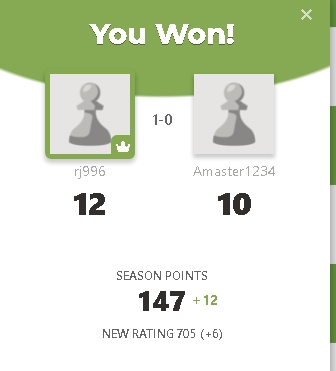 You Won!
1-0
rj996
Amaster1234
12
10
SEASON POINTS
147 +12
NEW RATING 705 (+6)